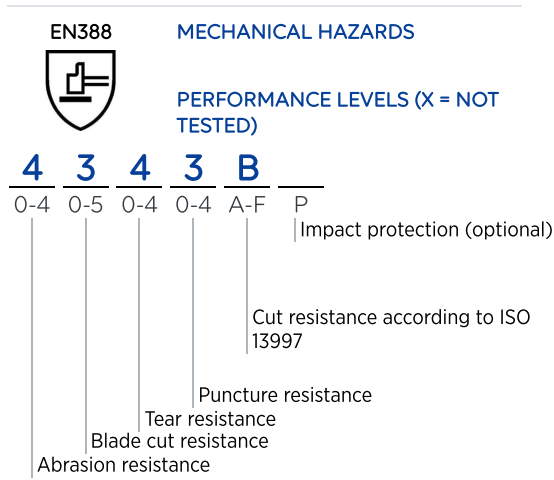 EN388
MECHANICAL HAZARDS
PERFORMANCE LEVELS (X = NOT
TESTED)
4 3 4 3 B
0-4 0-5 0-4 0-4 A-F P
Impact protection (optional)
Cut resistance according to ISO
13997
Puncture resistance
Tear resistance
Blade cut resistance
Abrasion resistance